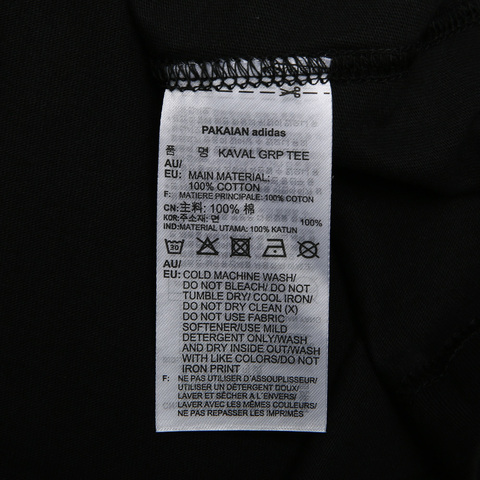 PAKAIAN adidas
품 명 KAVAL GRP TEE
AU/
EU: MAIN MATERIAL:
100% COTTON
F: MATIERE PRINCIPALE: 100% COTON
CN:主料: 100% 棉
KOR:주소재: 면 100%
IND:MATERIAL UTAMA: 100% KATUN
30
AU/
EU: COLD MACHINE WASH/
DO NOT BLEACH/ DO NOT
TUMBLE DRY/ COOL IRON/
DO NOT DRY CLEAN (X)
DO NOT USE FABRIC
SOFTENER/USE MILD
DETERGENT ONLY/WASH
AND DRY INSIDE OUT/WASH
WITH LIKE COLORS/DO NOT
IRON PRINT
F: NE PAS UTILISER D'ASSOUPLISSEUR/
UTILISER UN DÉTERGENT DOUX/
LAVER ET SÉCHER A L'ENVERS/
LAVER AVEC LES MÊMES COULEURS/
NE PAS REPASSER LES IMPRIMÉS